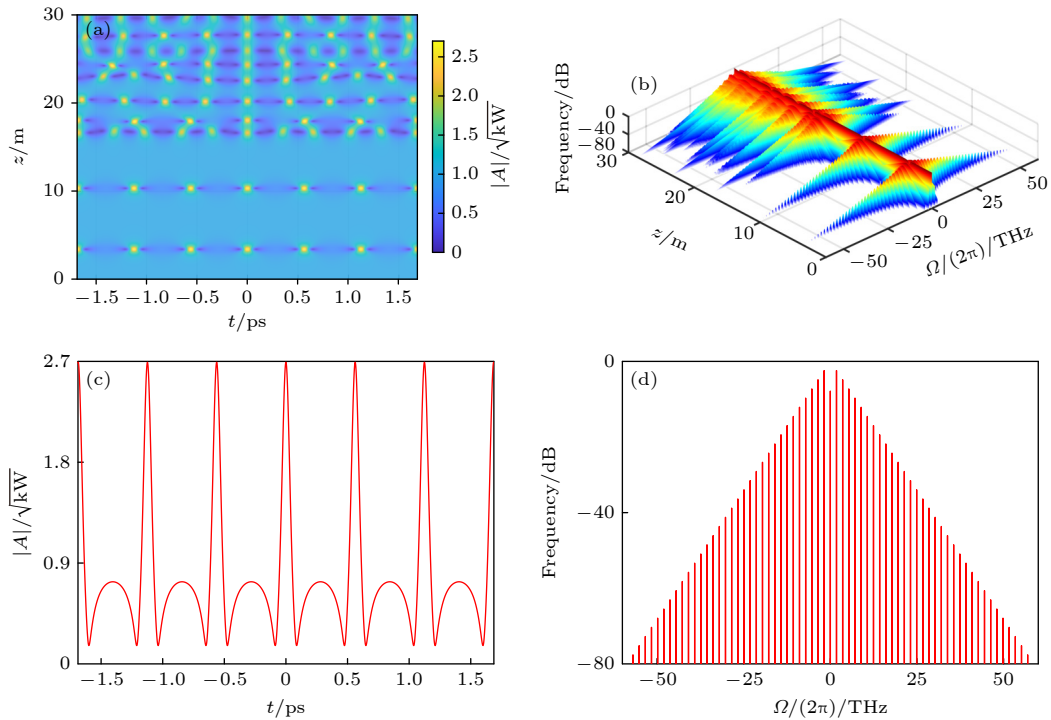 (a)
30
20
10
0
z/m
−1.5 −1.0 −0.5 0 0.5 1.0 1.5
t/ps
2.5
2.0
1.5
1.0
0.5
0
|A|/√kW
(b)
Frequency/dB
0
−40
−80
30
20
10
0
z/m
−50
−25
0
25
50
Ω/(2π)/THz
(c)
2.7
1.8
0.9
0
|A|/√kW
−1.5 −1.0 −0.5 0 0.5 1.0 1.5
t/ps
(d)
0
−40
−80
Frequency/dB
−50 −25 0 25 50
Ω/(2π)/THz